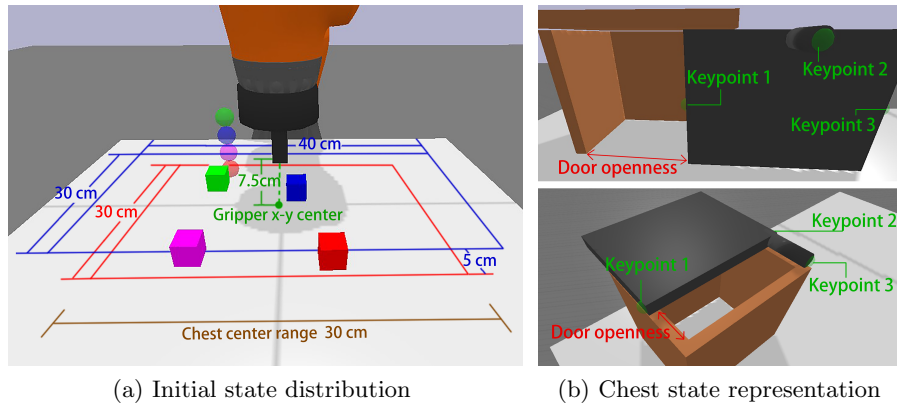 40 cm
7.5cm
30 cm
30 cm
Gripper x-y center
5 cm
Chest center range 30 cm
Keypoint 1
Keypoint 2
Keypoint 3
Door openness
Keypoint 2
Keypoint 1
Keypoint 3
Door openness
(a) Initial state distribution
(b) Chest state representation